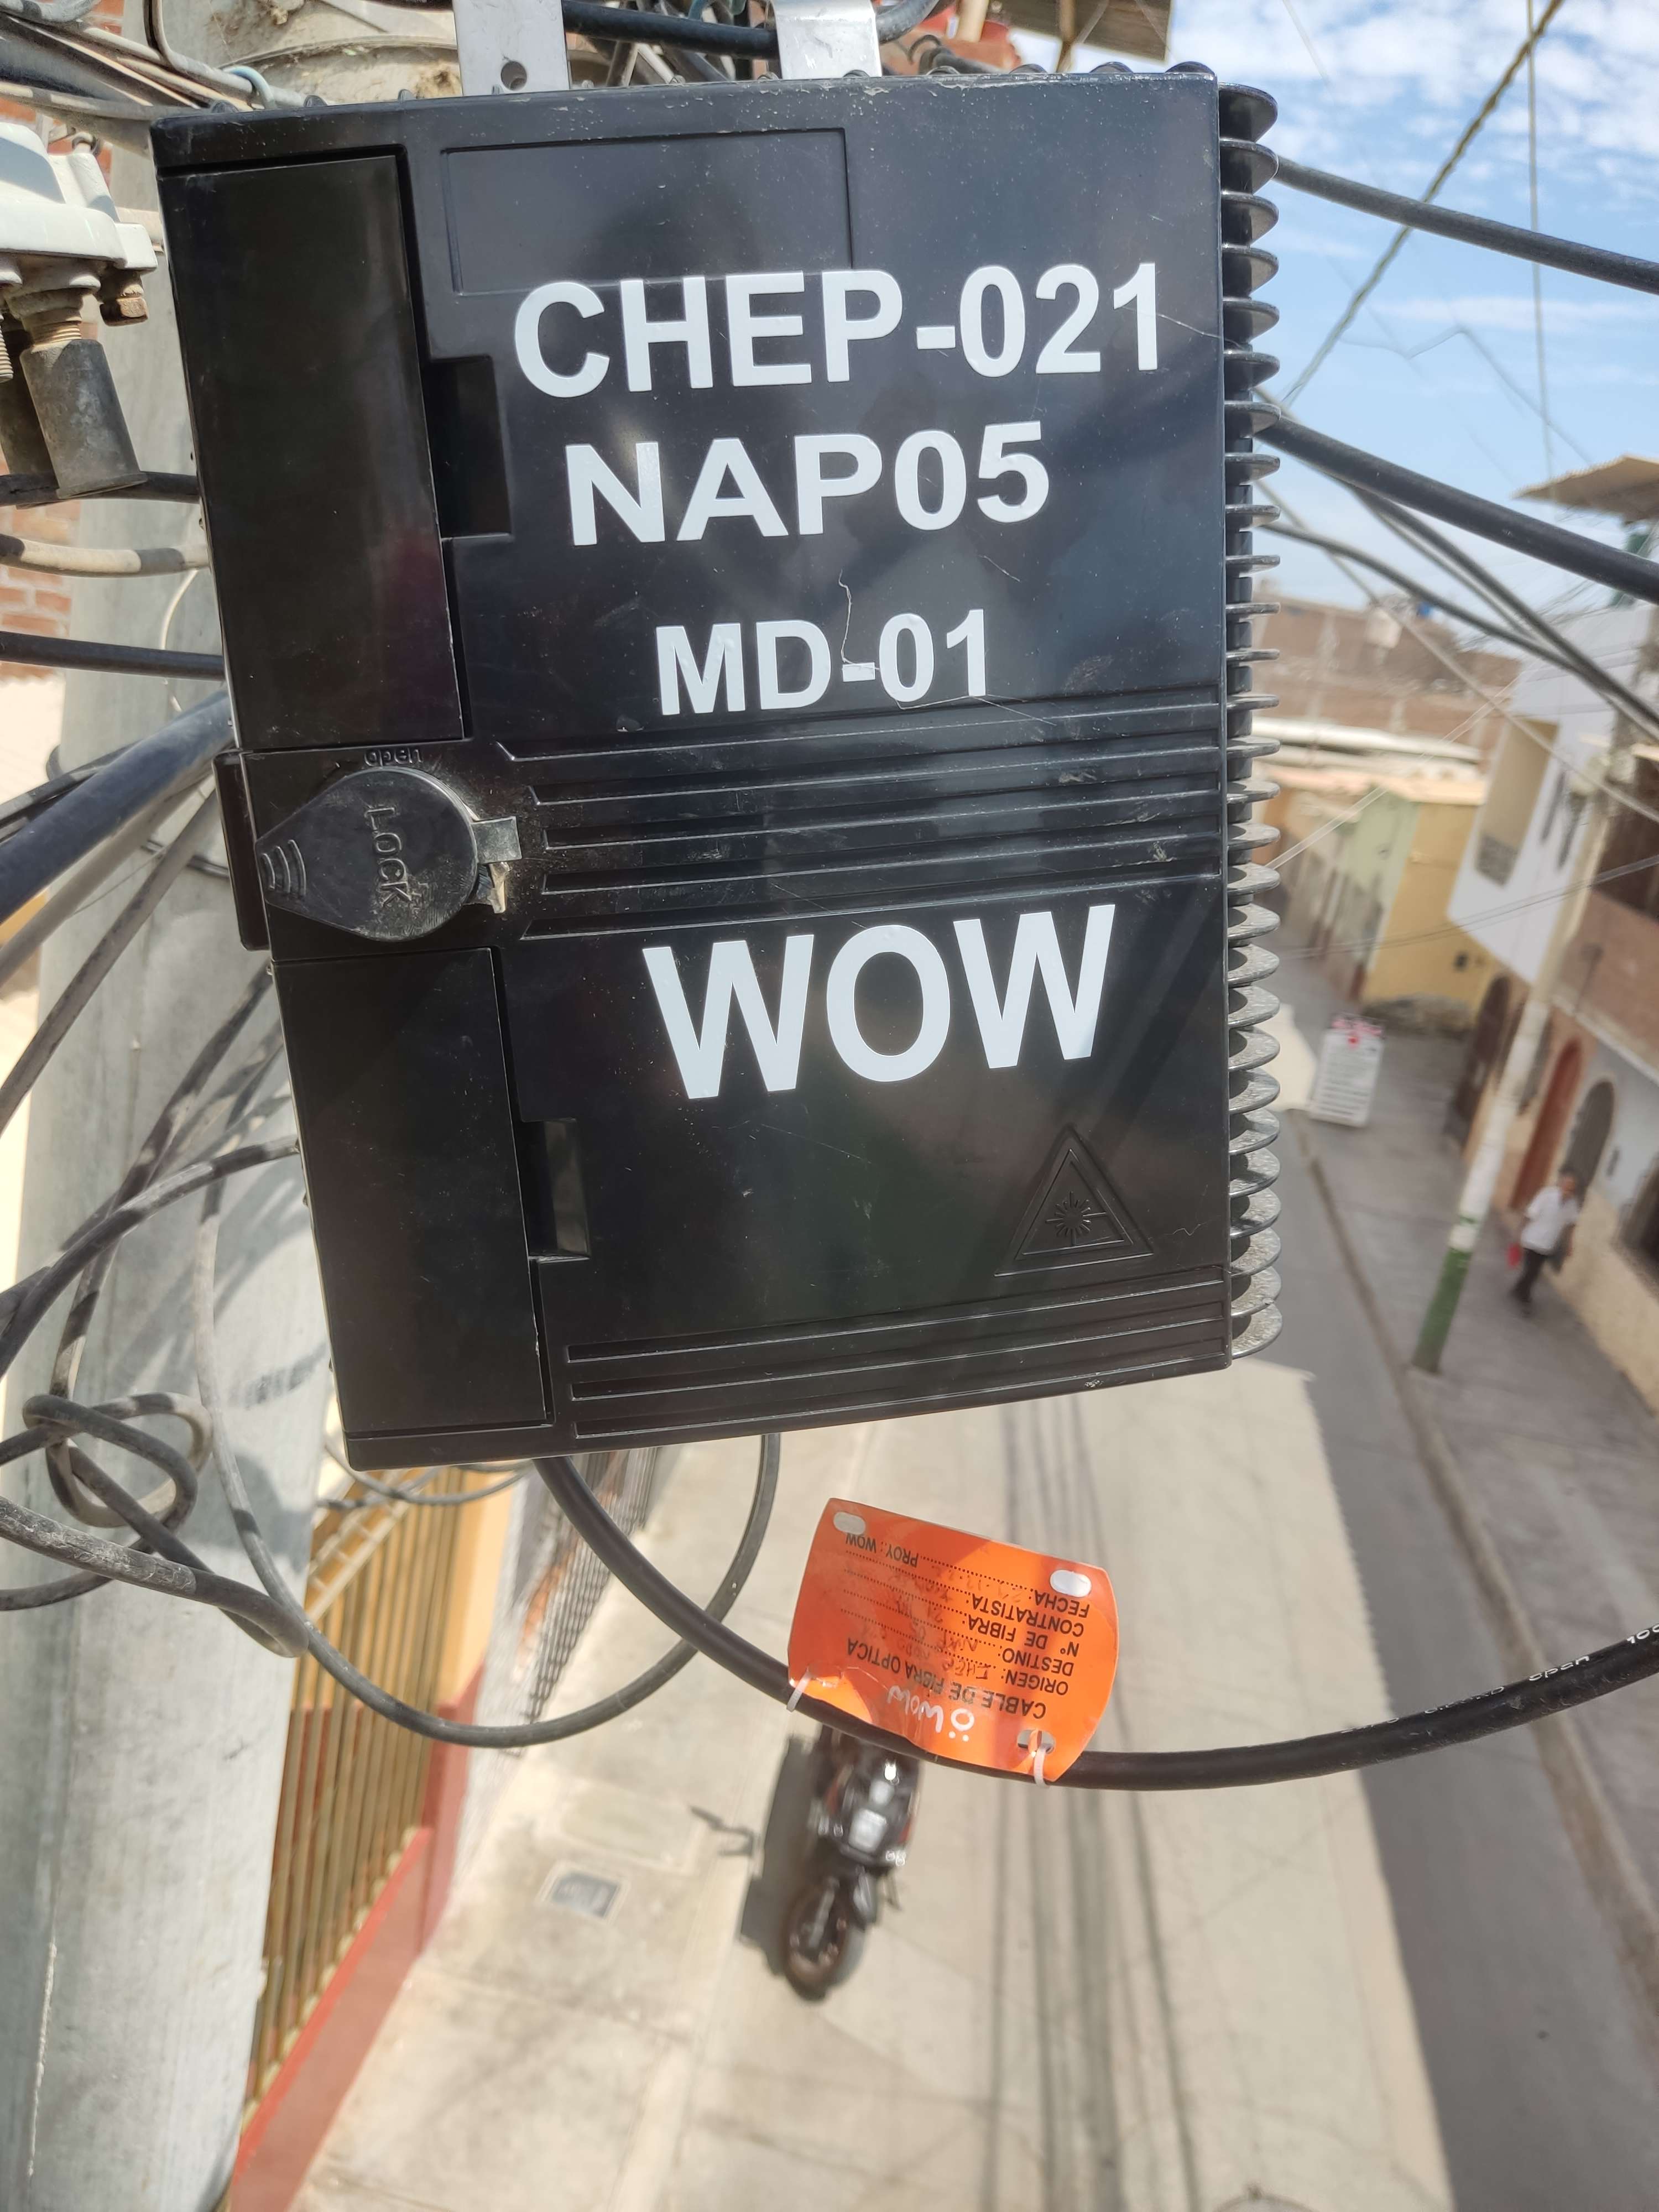 CHEP-021
NAP05
MD-01
open
LOCK
WOW
WOW
CABLE DE FIBRA OPTICA
ORIGEN:
DESTINO:
N° DE FIBRA:
CONTRATISTA:
FECHA:
PROY.: WOW